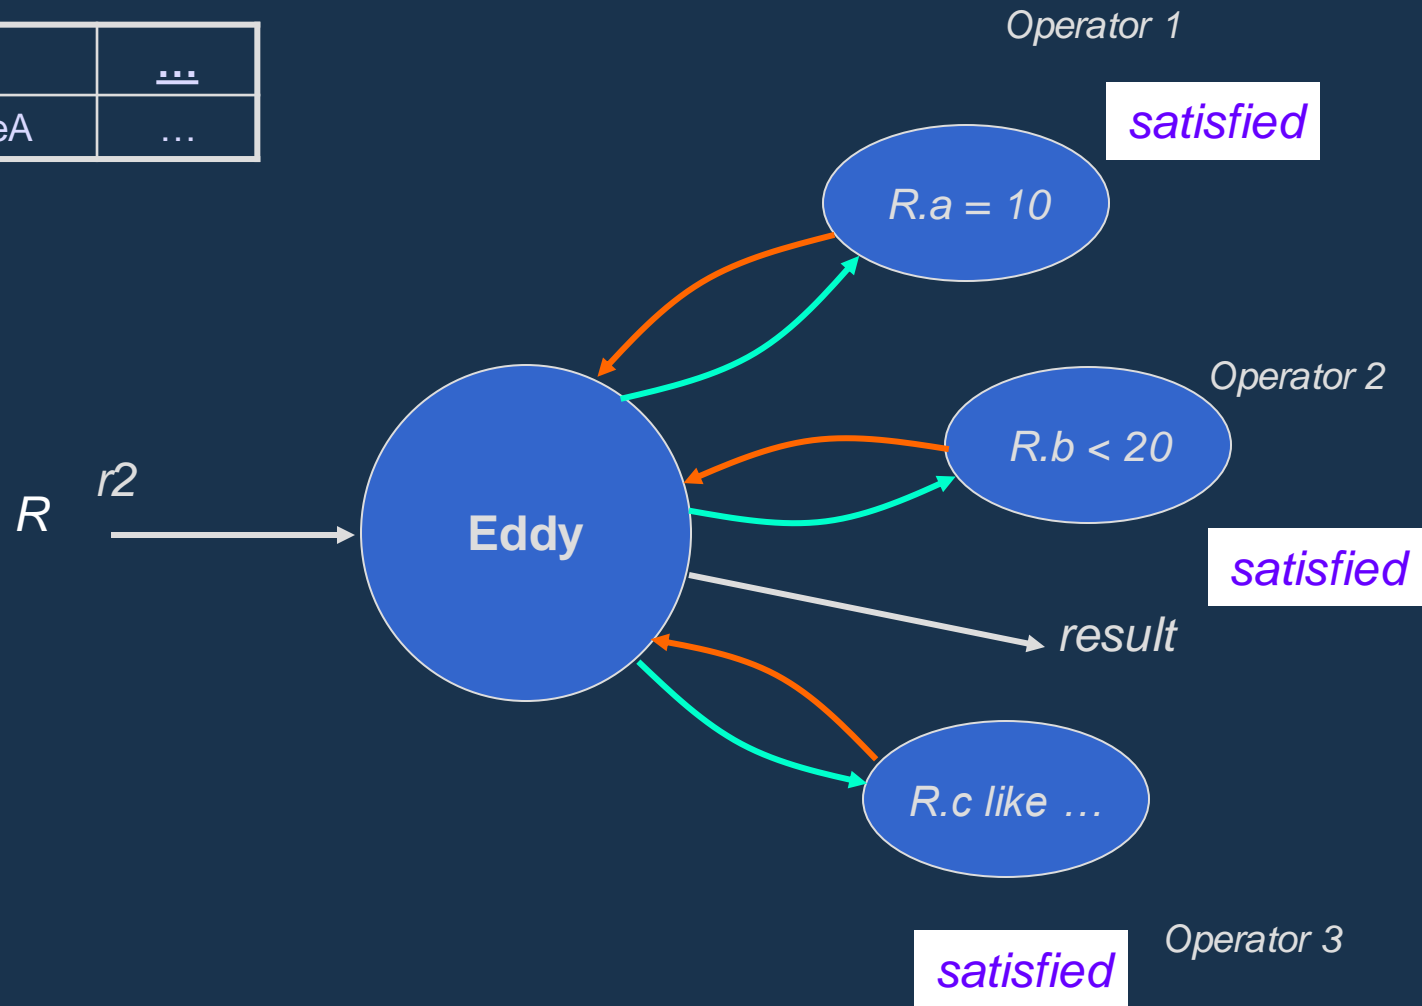 Operator 1
...
eA ...
satisfied
R.a = 10
Operator 2
R.b < 20
r2
R
Eddy
satisfied
result
R.c like ...
Operator 3
satisfied